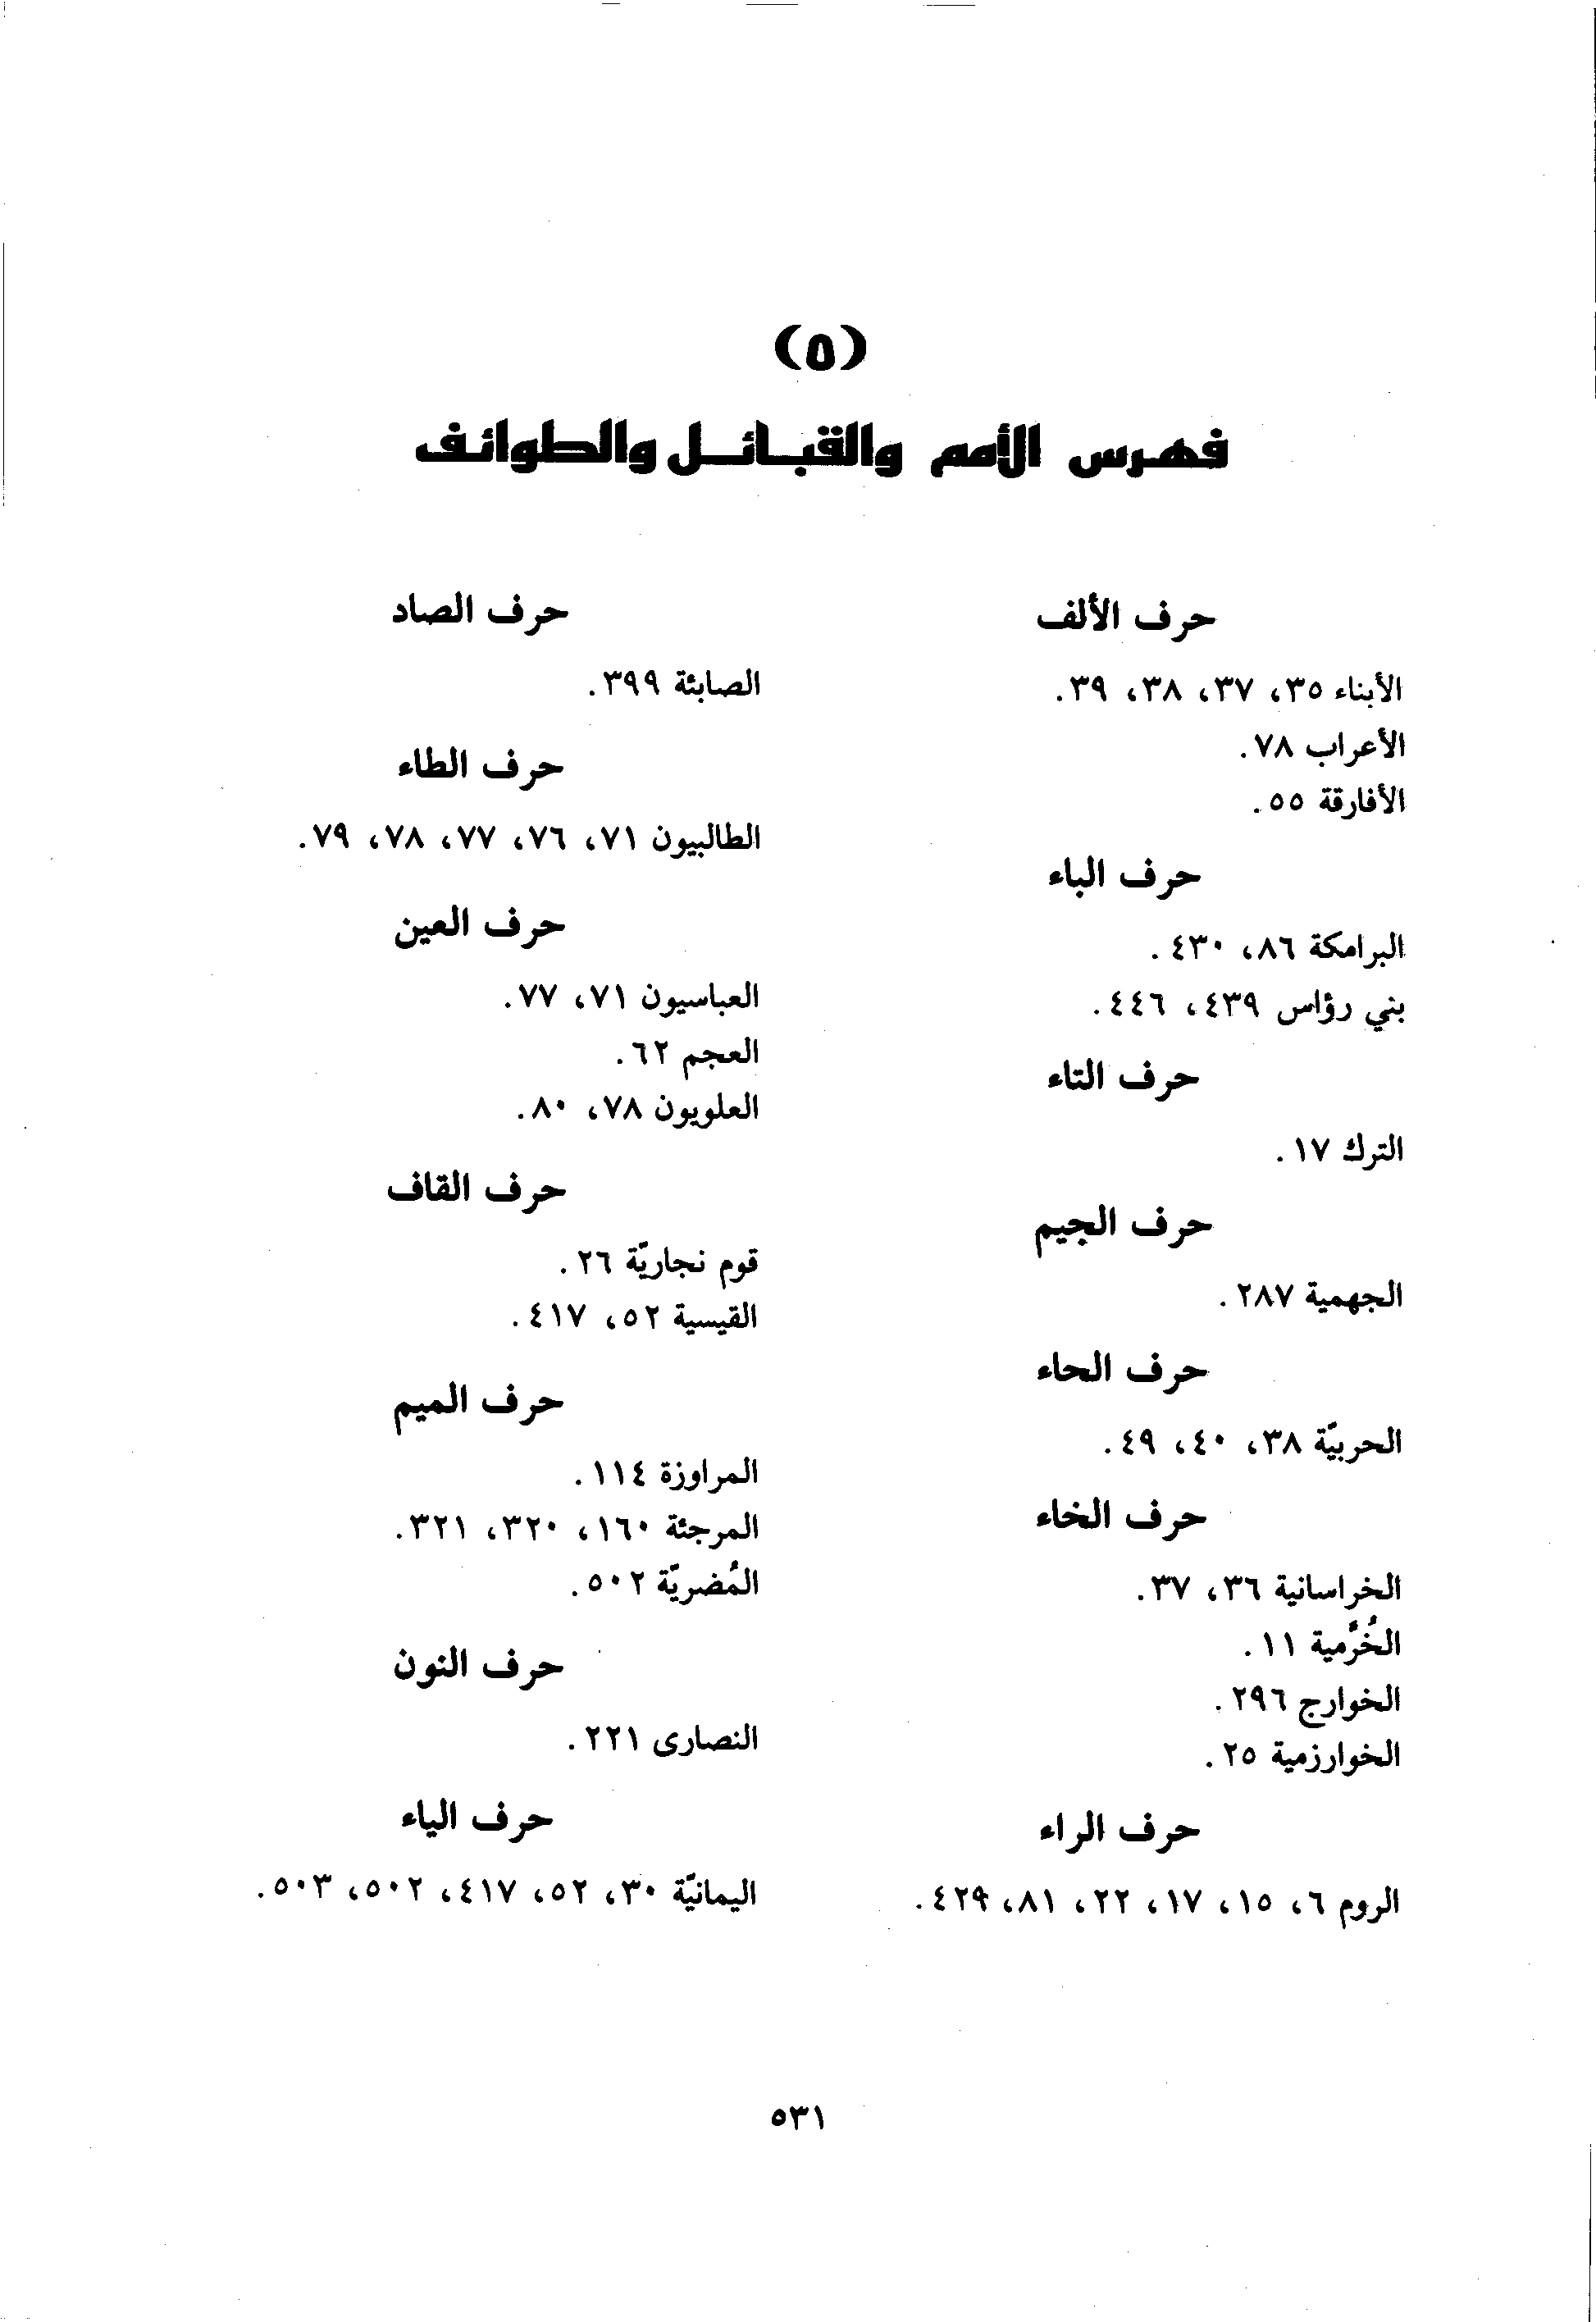 (٥)
فهرس الأمم والقبائل والطوائف
حرف الألف
الأبناء ٣٥، ٣٧، ٣٨، ٣٩.
الأعراب ٧٨.
الأفارقة ٥٥.
حرف الباء
البرامكة ٨٦، ٤٣٠.
بني رؤاس ٤٣٩، ٤٤٦.
حرف التاء
الترك ١٧.
حرف الجيم
الجهمية ٢٨٧.
حرف الحاء
الحربيّة ٣٨، ٤٠، ٤٩.
حرف الخاء
الخراسانية ٣٦، ٣٧.
الخُرَّمية ١١.
الخوارج ٢٩٦.
الخوارزمية ٢٥.
حرف الراء
الروم ٦، ١٥، ١٧، ٢٢، ٨١، ٤٢٩.
حرف الصاد
الصابئة ٣٩٩.
حرف الطاء
الطالبيون ٧١، ٧٦، ٧٧، ٧٨، ٧٩.
حرف العين
العباسيون ٧١، ٧٧.
العجم ٦٢.
العلويون ٧٨، ٨٠.
حرف القاف
قوم نجاريّة ٢٦.
القيسية ٥٢، ٤١٧.
حرف الميم
المراوزة ١١٤.
المرجئة ١٦٠، ٣٢٠، ٣٢١.
المُضريّة ٥٠٢.
حرف النون
النصارى ٢٢١.
حرف الياء
اليمانيّة ٣٠، ٥٢، ٤١٧، ٥٠٢، ٥٠٣.
٥٣١